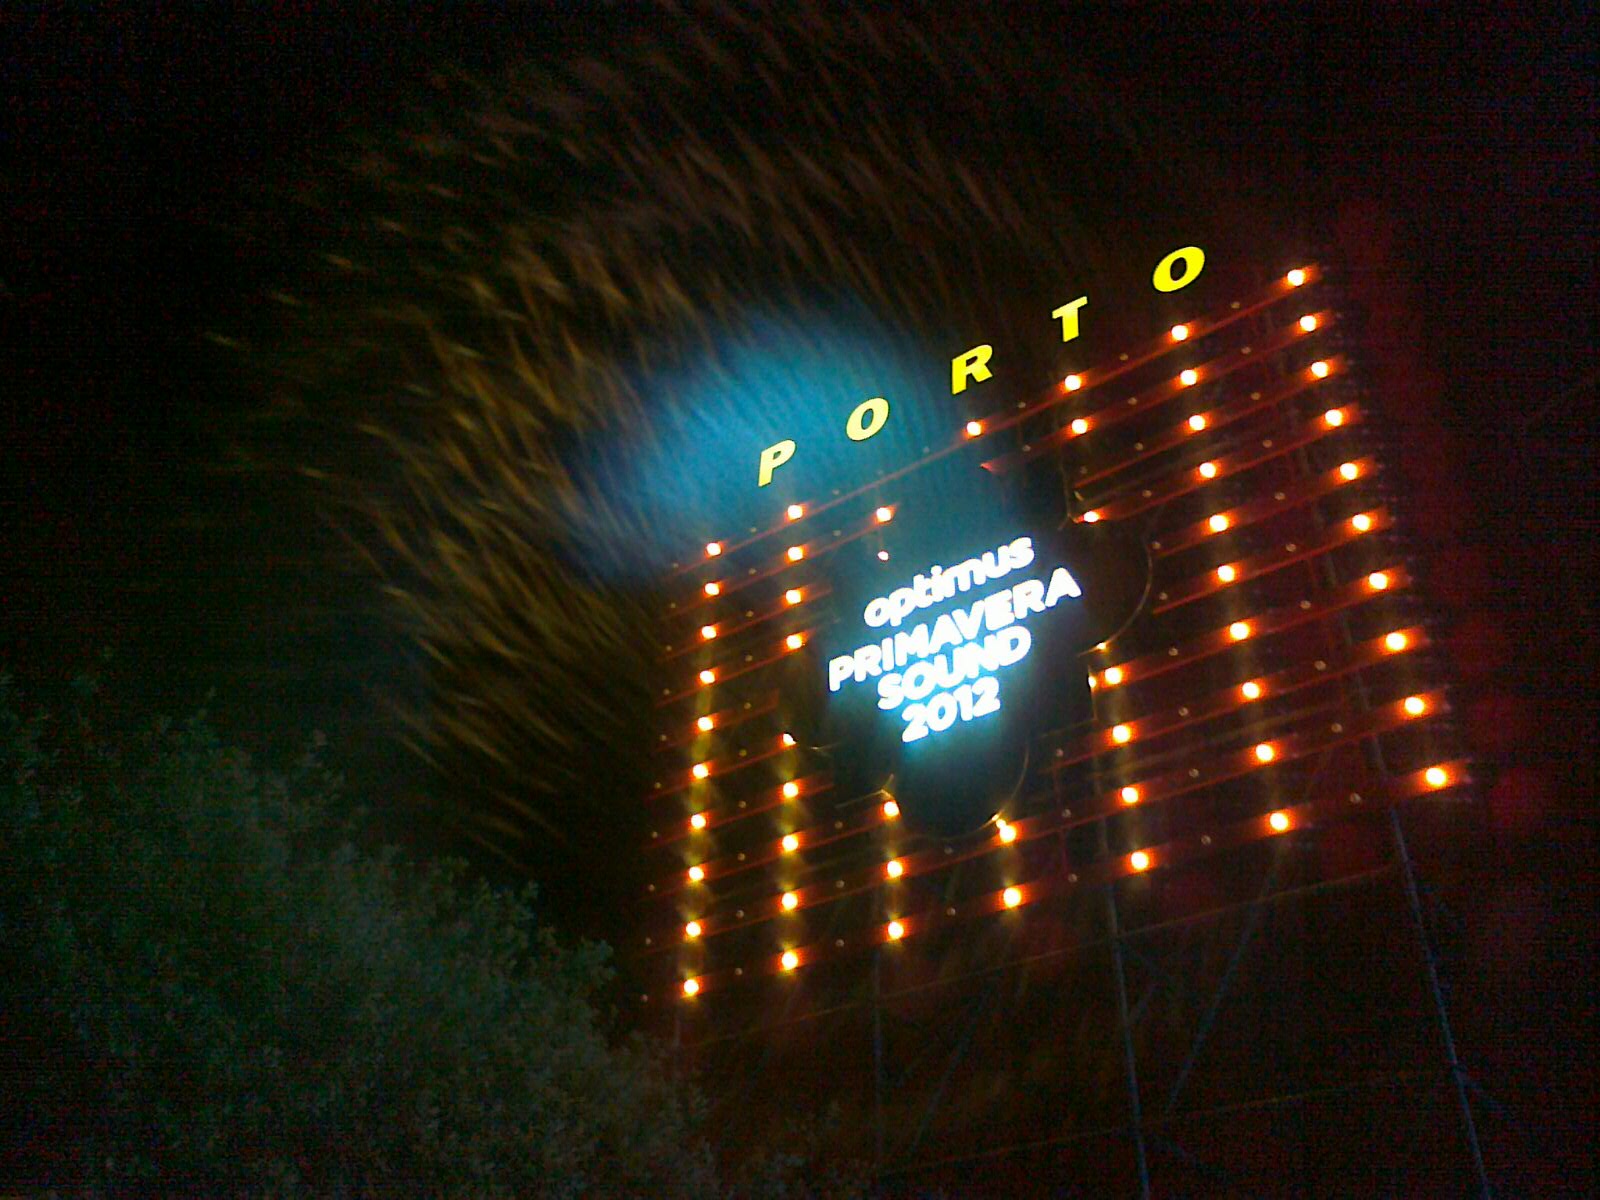 PORTO
optimus
PRIMAVERA
SOUND
2012